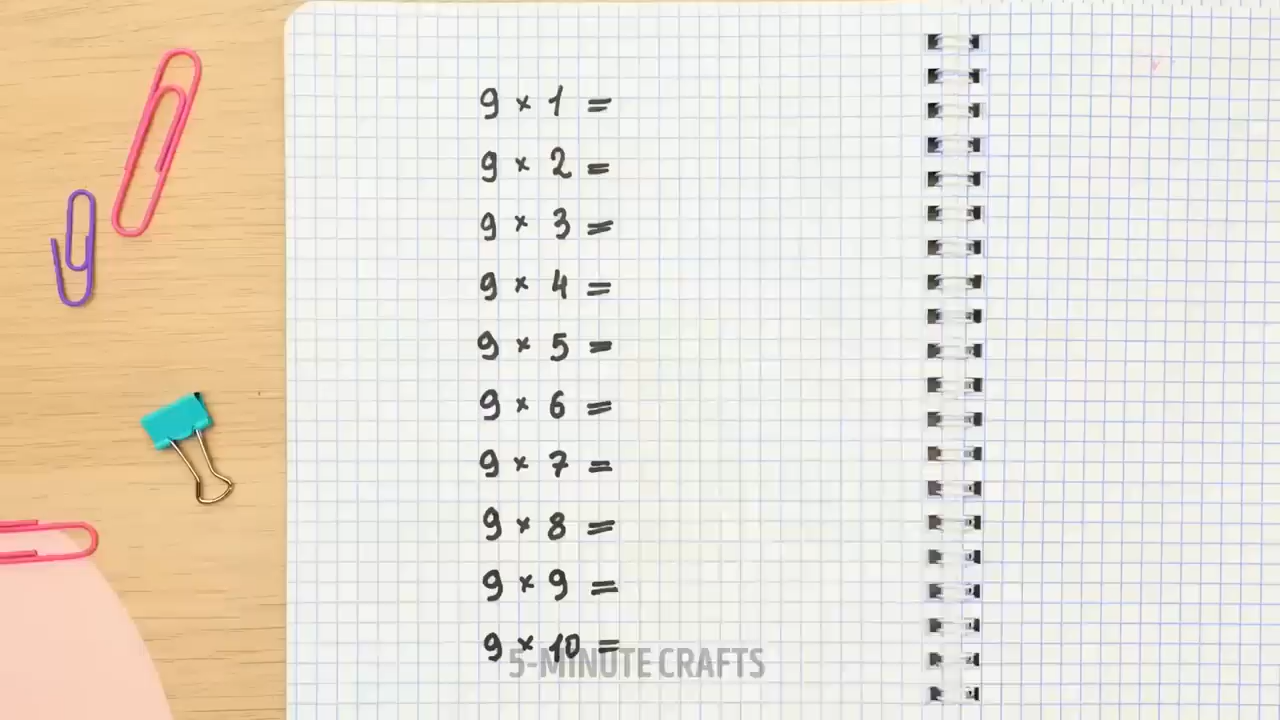 9 × 1 =
9 × 2 =
9 × 3 =
9 × 4 =
9 × 5 =
9 × 6 =
9 × 7 =
9 × 8 =
9 × 9 =
9 × 10 =
5-MINUTE CRAFTS